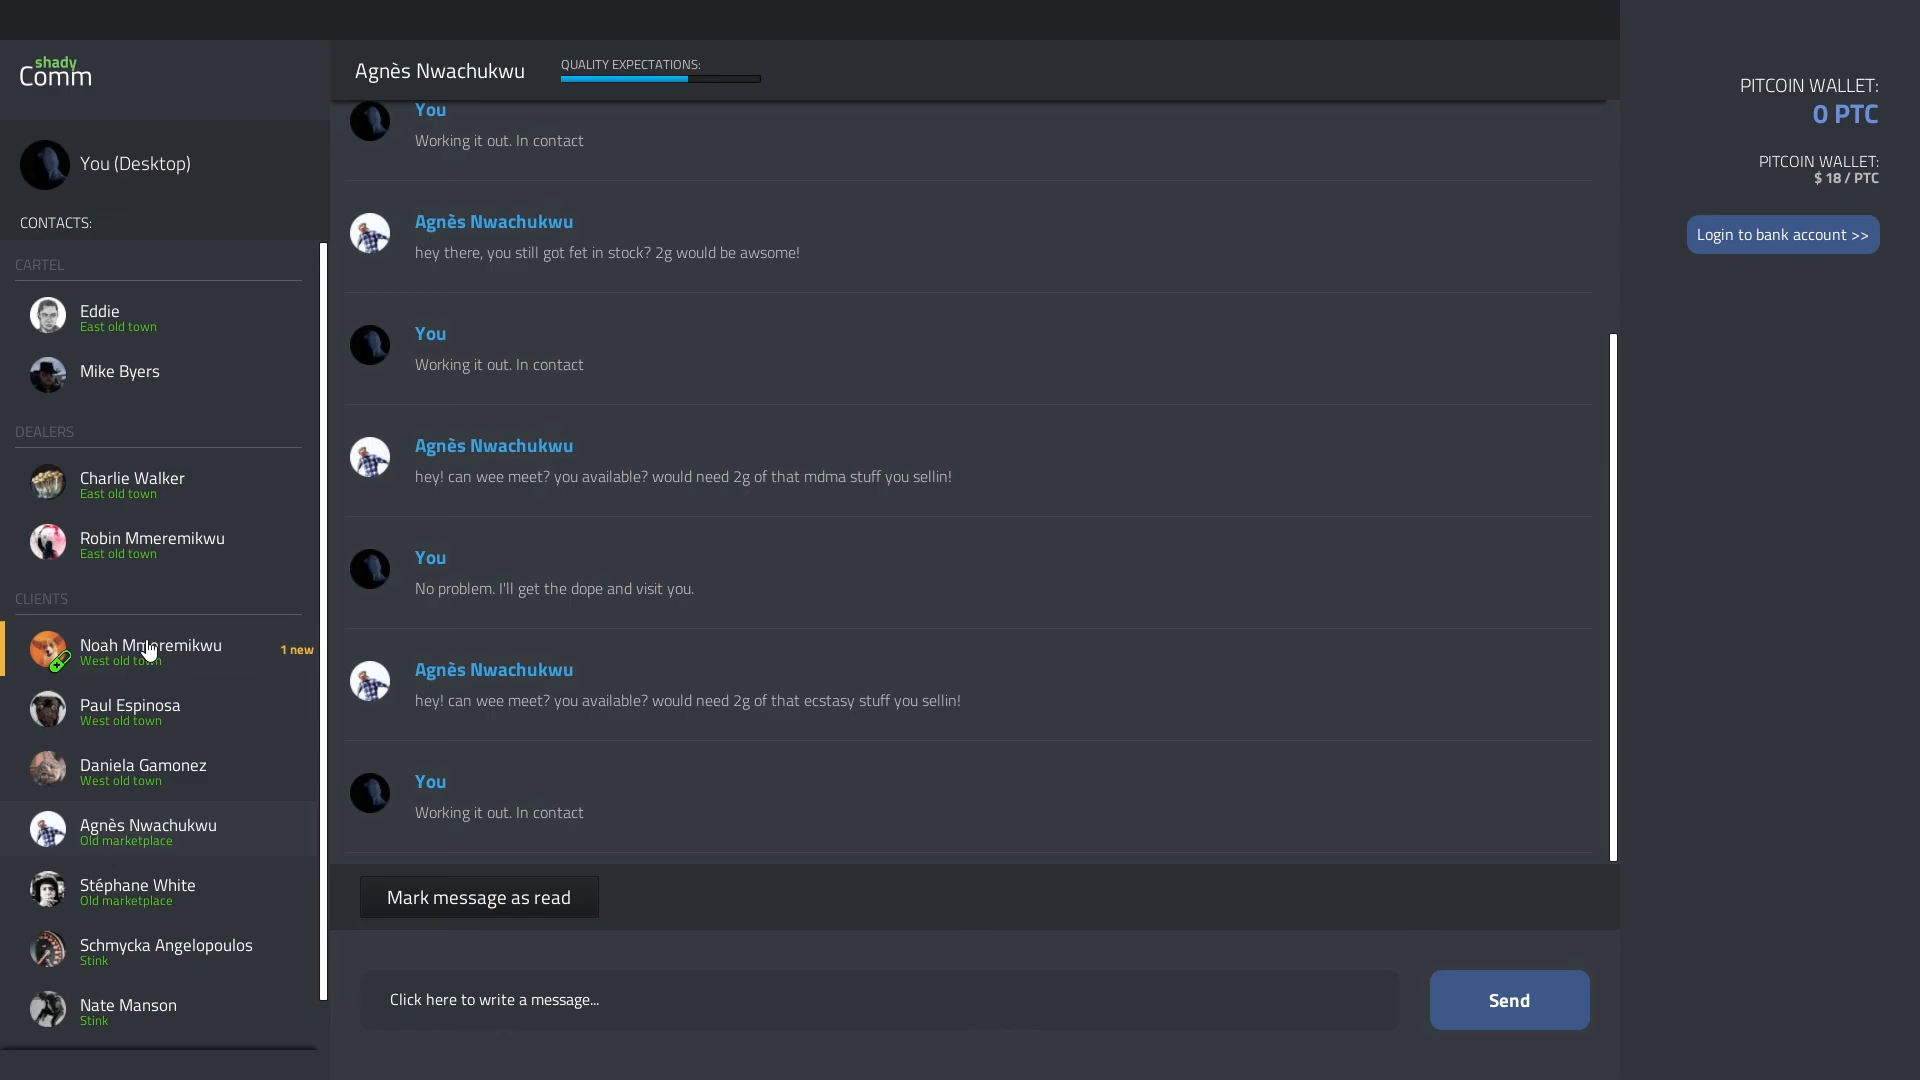 shady
Comm
You (Desktop)
CONTACTS:
CARTEL
Eddie
East old town
Mike Byers
DEALERS
Charlie Walker
East old town
Robin Mmeremikwu
East old town
CLIENTS
Noah Mmeremikwu
West old town
1 new
Paul Espinosa
West old town
Daniela Gamonez
West old town
Agnès Nwachukwu
Old marketplace
Stéphane White
Old marketplace
Schmycka Angelopoulos
Stink
Nate Manson
Stink
Agnès Nwachukwu
QUALITY EXPECTATIONS:
You
Working it out. In contact
Agnès Nwachukwu
hey there, you still got fet in stock? 2g would be awsome!
You
Working it out. In contact
Agnès Nwachukwu
hey! can wee meet? you available? would need 2g of that mdma stuff you sellin!
You
No problem. I'll get the dope and visit you.
Agnès Nwachukwu
hey! can wee meet? you available? would need 2g of that ecstasy stuff you sellin!
You
Working it out. In contact
Mark message as read
Click here to write a message...
Send
PITCOIN WALLET:
0 PTC
PITCOIN WALLET:
$ 18 / PTC
Login to bank account >>